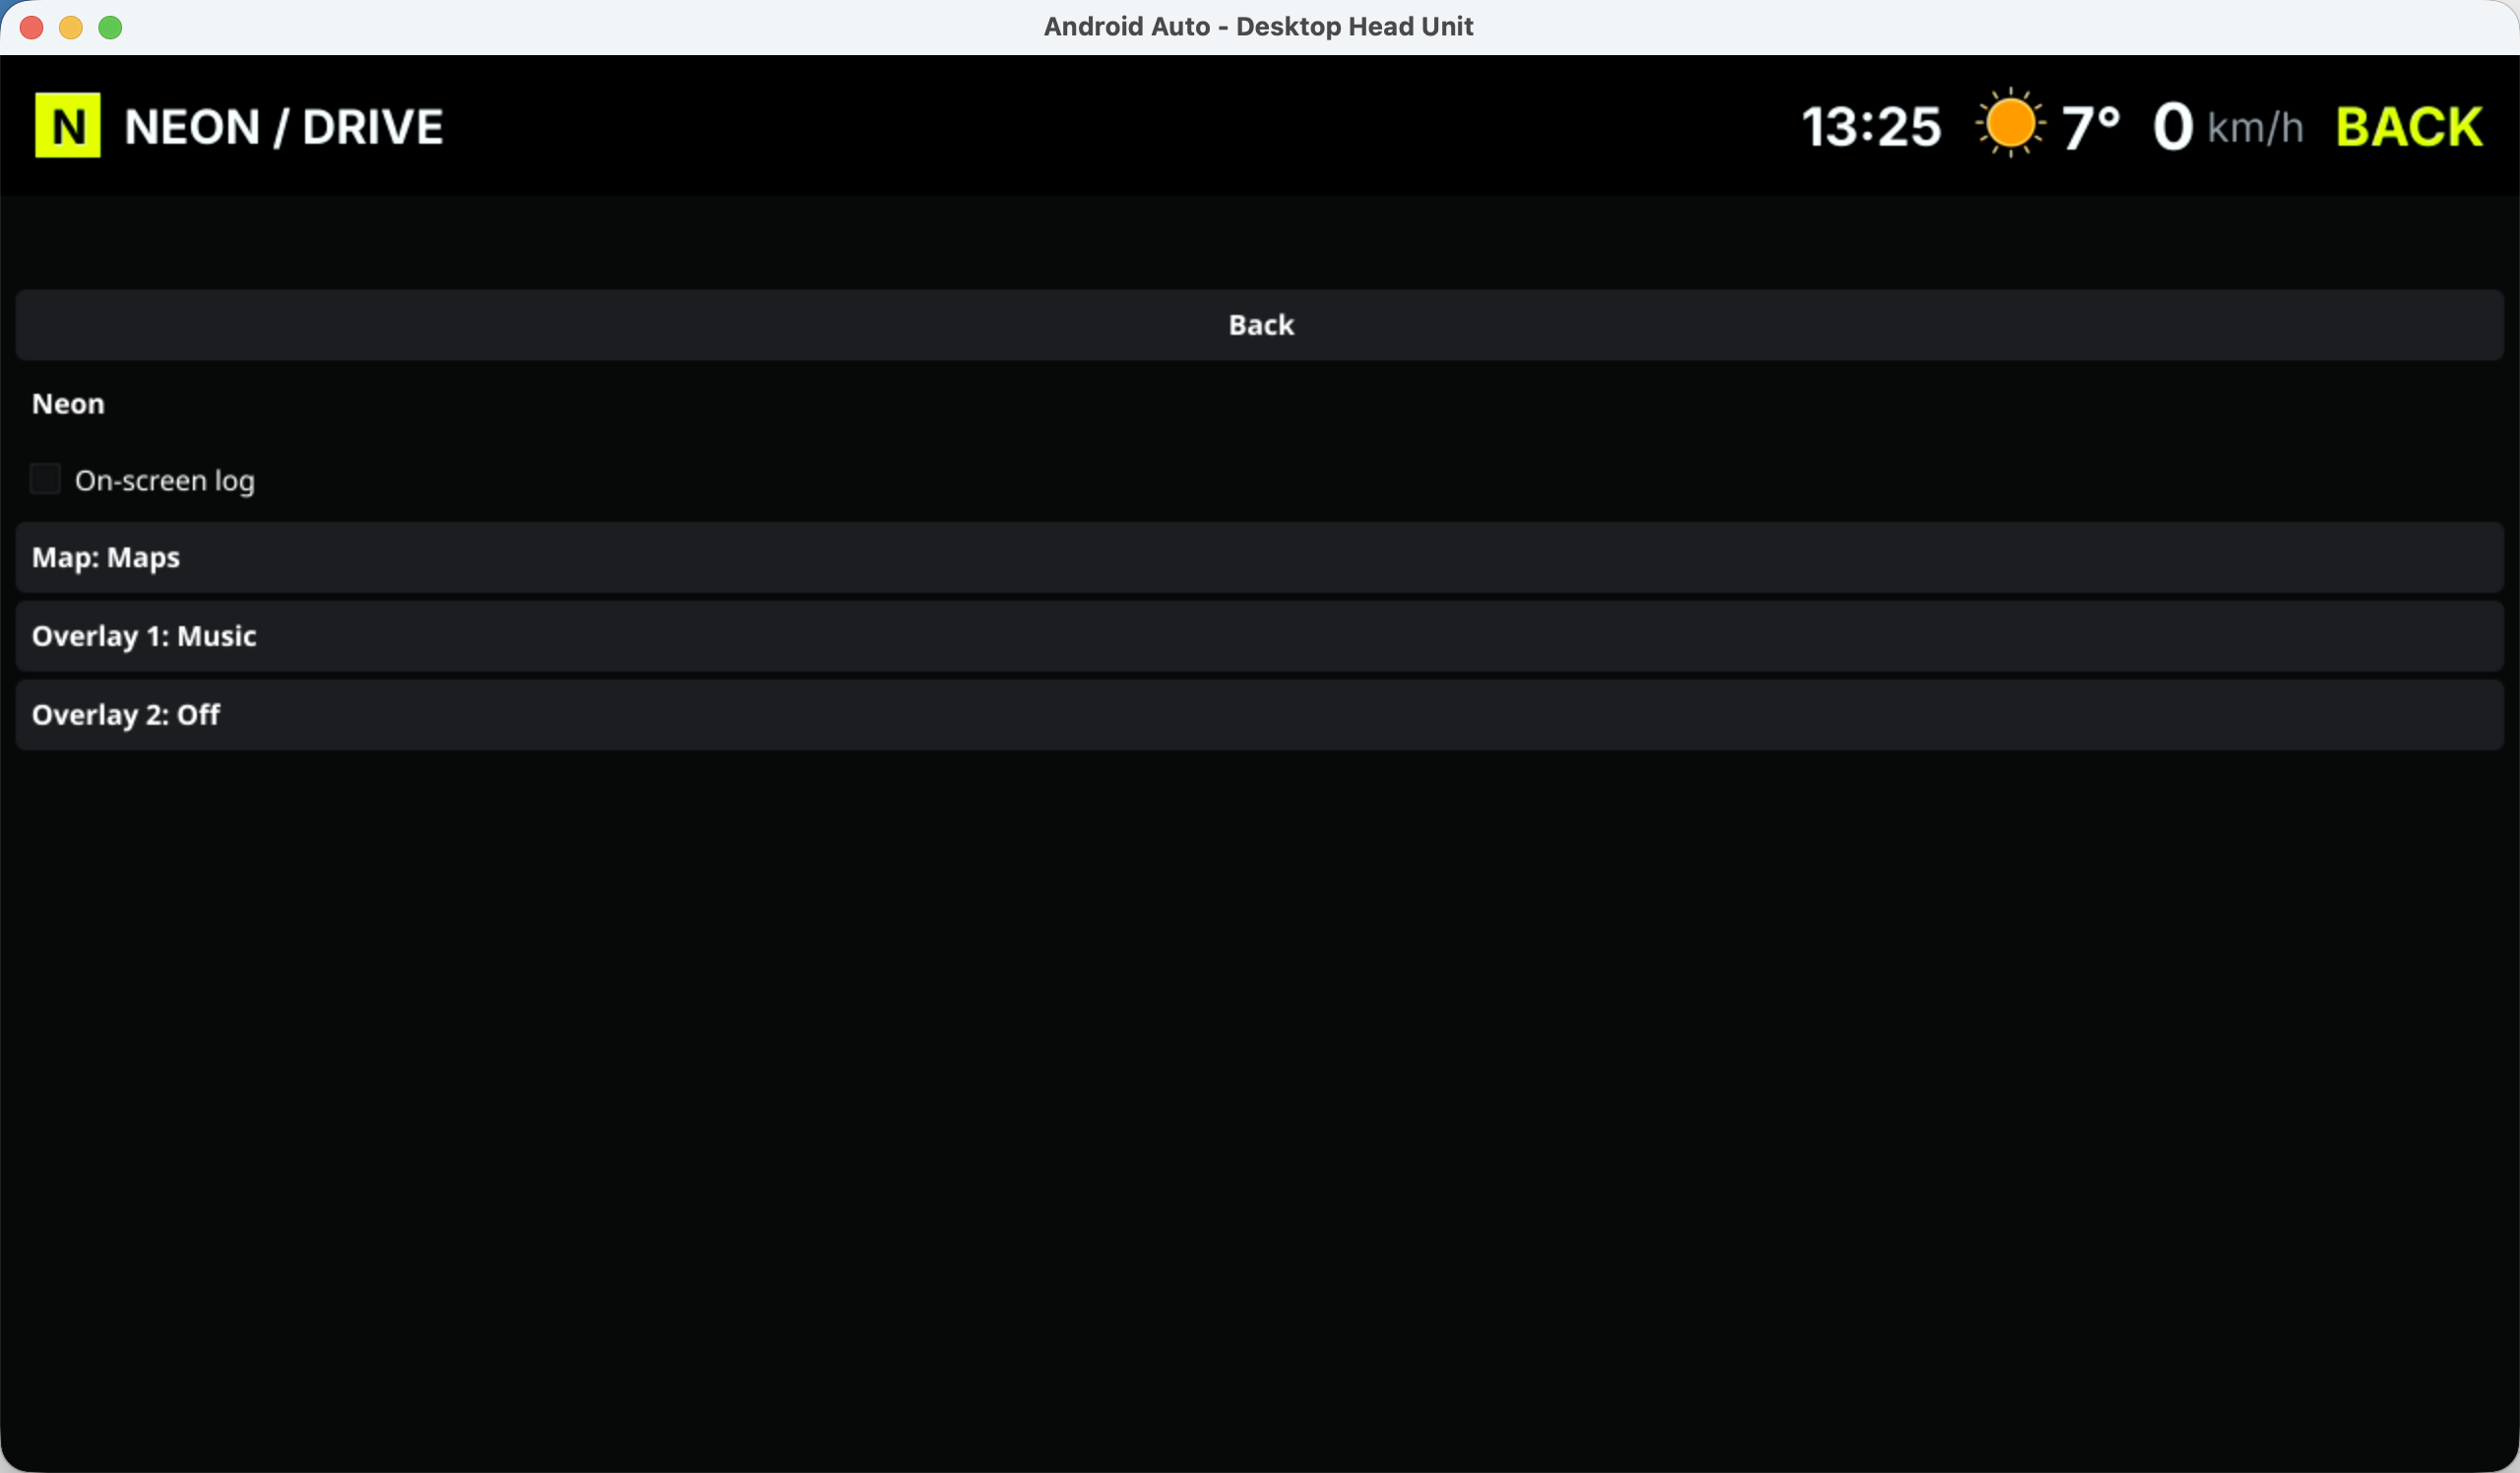 Android Auto - Desktop Head Unit
N NEON / DRIVE 13:25 7° 0 km/h BACK
Back
Neon
On-screen log
Map: Maps
Overlay 1: Music
Overlay 2: Off